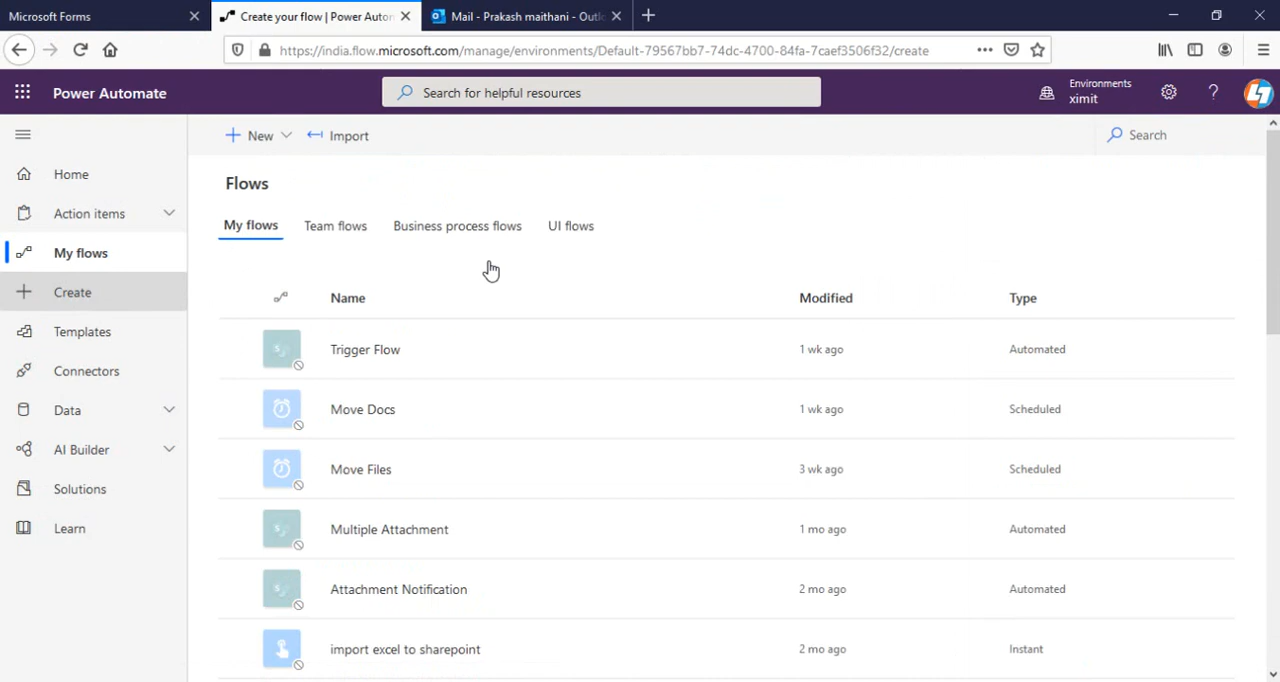 Microsoft Forms
Create your flow | Power Autom
Mail - Prakash maithani - Outlo
https://india.flow.microsoft.com/manage/environments/Default-79567bb7-74dc-4700-84fa-7caef3506f32/create
Power Automate
Search for helpful resources
Environments
ximit
?
New
Import
Search
Home
Action items
My flows
Create
Templates
Connectors
Data
AI Builder
Solutions
Learn
Flows
My flows
Team flows
Business process flows
UI flows
Name Modified Type
Trigger Flow 1 wk ago Automated
Move Docs 1 wk ago Scheduled
Move Files 3 wk ago Scheduled
Multiple Attachment 1 mo ago Automated
Attachment Notification 2 mo ago Automated
import excel to sharepoint 2 mo ago Instant